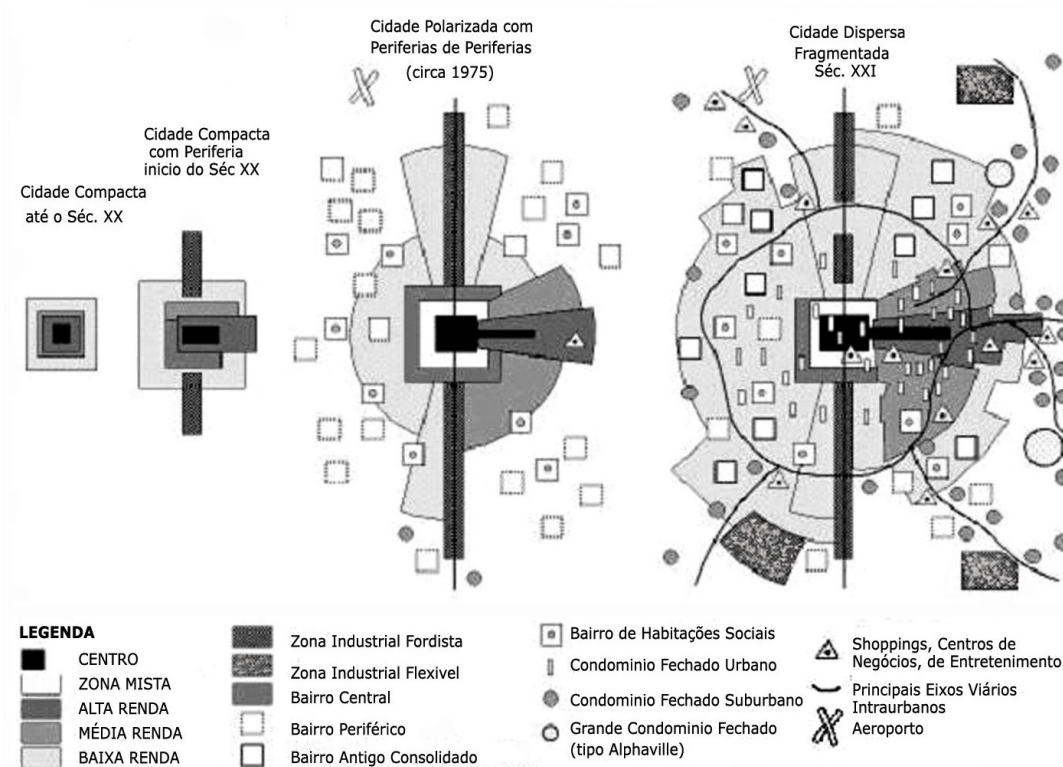 Cidade Polarizada com
Periferias de Periferias
(circa 1975)
Cidade Dispersa
Fragmentada
Séc. XXI
Cidade Compacta
com Periferia
inicio do Séc XX
Cidade Compacta
até o Séc. XX
LEGENDA
CENTRO
ZONA MISTA
ALTA RENDA
MÉDIA RENDA
BAIXA RENDA
Zona Industrial Fordista
Zona Industrial Flexivel
Bairro Central
Bairro Periférico
Bairro Antigo Consolidado
Bairro de Habitações Sociais
Condominio Fechado Urbano
Condominio Fechado Suburbano
Grande Condominio Fechado
(tipo Alphaville)
Shoppings, Centros de
Negócios, de Entretenimento
Principais Eixos Viários
Intraurbanos
Aeroporto